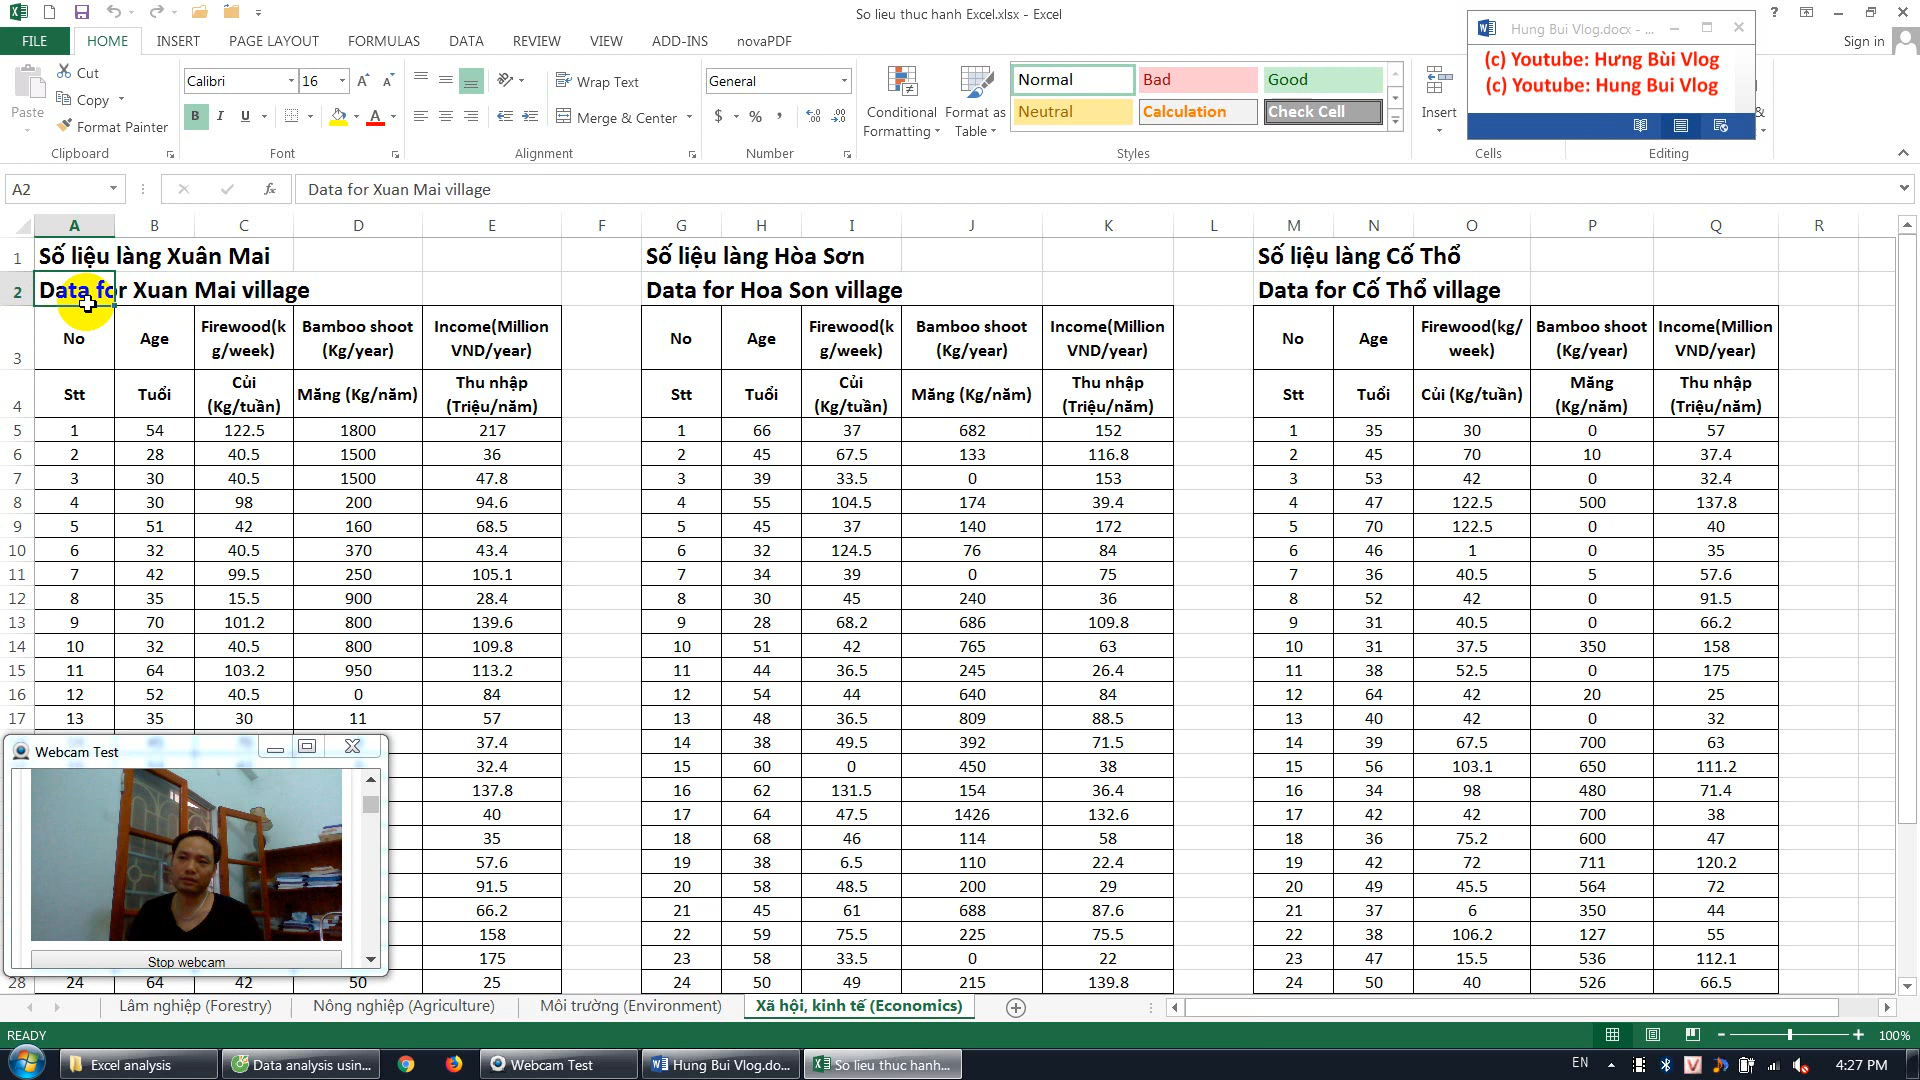 So lieu thuc hanh Excel.xlsx - Excel
Hung Bui Vlog.docx - ...
(c) Youtube: Hưng Bùi Vlog
(c) Youtube: Hung Bui Vlog
Sign in
FILE HOME INSERT PAGE LAYOUT FORMULAS DATA REVIEW VIEW ADD-INS novaPDF
Paste
Cut
Copy
Format Painter
Clipboard
Calibri 16
B I U A
Font
Wrap Text
Merge & Center
Alignment
General
$ % ,
Number
Conditional Formatting
Format as Table
Normal Bad Good
Neutral Calculation Check Cell
Styles
Insert
Cells
Editing
A2 fx Data for Xuan Mai village
A B C D E F G H I J K L M N O P Q R
1 Số liệu làng Xuân Mai Số liệu làng Hòa Sơn Số liệu làng Cố Thổ
2 Data for Xuan Mai village Data for Hoa Son village Data for Cố Thổ village
3 No Age Firewood(kg/week) Bamboo shoot (Kg/year) Income(Million VND/year) No Age Firewood(kg/week) Bamboo shoot (Kg/year) Income(Million VND/year) No Age Firewood(kg/week) Bamboo shoot (Kg/year) Income(Million VND/year)
4 Stt Tuổi Củi (Kg/tuần) Măng (Kg/năm) Thu nhập (Triệu/năm) Stt Tuổi Củi (Kg/tuần) Măng (Kg/năm) Thu nhập (Triệu/năm) Stt Tuổi Củi (Kg/tuần) Măng (Kg/năm) Thu nhập (Triệu/năm)
5 1 54 122.5 1800 217 1 66 37 682 152 1 35 30 0 57
6 2 28 40.5 1500 36 2 45 67.5 133 116.8 2 45 70 10 37.4
7 3 30 40.5 1500 47.8 3 39 33.5 0 153 3 53 42 0 32.4
8 4 30 98 200 94.6 4 55 104.5 174 39.4 4 47 122.5 500 137.8
9 5 51 42 160 68.5 5 45 37 140 172 5 70 122.5 0 40
10 6 32 40.5 370 43.4 6 32 124.5 76 84 6 46 1 0 35
11 7 42 99.5 250 105.1 7 34 39 0 75 7 36 40.5 5 57.6
12 8 35 15.5 900 28.4 8 30 45 240 36 8 52 42 0 91.5
13 9 70 101.2 800 139.6 9 28 68.2 686 109.8 9 31 40.5 0 66.2
14 10 32 40.5 800 109.8 10 51 42 765 63 10 31 37.5 350 158
15 11 64 103.2 950 113.2 11 44 36.5 245 26.4 11 38 52.5 0 175
16 12 52 40.5 0 84 12 54 44 640 84 12 64 42 20 25
17 13 35 30 11 57 13 48 36.5 809 88.5 13 40 42 0 32
37.4 14 38 49.5 392 71.5 14 39 67.5 700 63
32.4 15 60 0 450 38 15 56 103.1 650 111.2
137.8 16 62 131.5 154 36.4 16 34 98 480 71.4
40 17 64 47.5 1426 132.6 17 42 42 700 38
35 18 68 46 114 58 18 36 75.2 600 47
57.6 19 38 6.5 110 22.4 19 42 72 711 120.2
91.5 20 58 48.5 200 29 20 49 45.5 564 72
66.2 21 45 61 688 87.6 21 37 6 350 44
158 22 59 75.5 225 75.5 22 38 106.2 127 55
175 23 58 33.5 0 22 23 47 15.5 536 112.1
28 24 64 42 50 25 24 50 49 215 139.8 24 50 40 526 66.5
Webcam Test
Stop webcam
Lâm nghiệp (Forestry) Nông nghiệp (Agriculture) Môi trường (Environment) Xã hội, kinh tế (Economics)
READY
100%
Excel analysis Data analysis usin... Webcam Test Hung Bui Vlog.do... So lieu thuc hanh... EN 4:27 PM